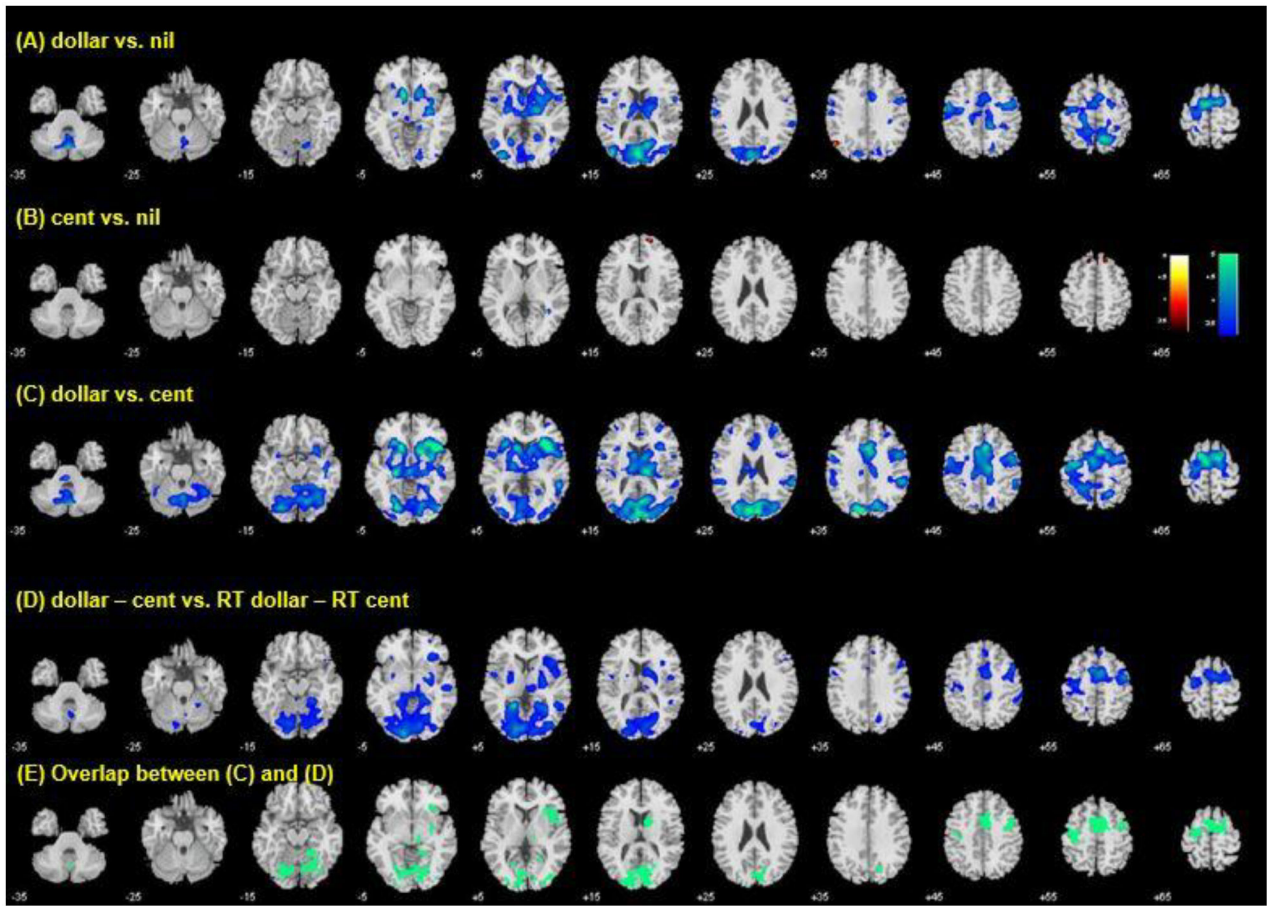 (A) dollar vs. nil
-35 -25 -15 -5 +5 +15 +25 +35 +45 +55 +65
(B) cent vs. nil
-35 -25 -15 -5 +5 +15 +25 +35 +45 +55 +65
(C) dollar vs. cent
-35 -25 -15 -5 +5 +15 +25 +35 +45 +55 +65
(D) dollar – cent vs. RT dollar – RT cent
-35 -25 -15 -5 +5 +15 +25 +35 +45 +55 +65
(E) Overlap between (C) and (D)
-35 -25 -15 -5 +5 +15 +25 +35 +45 +55 +65